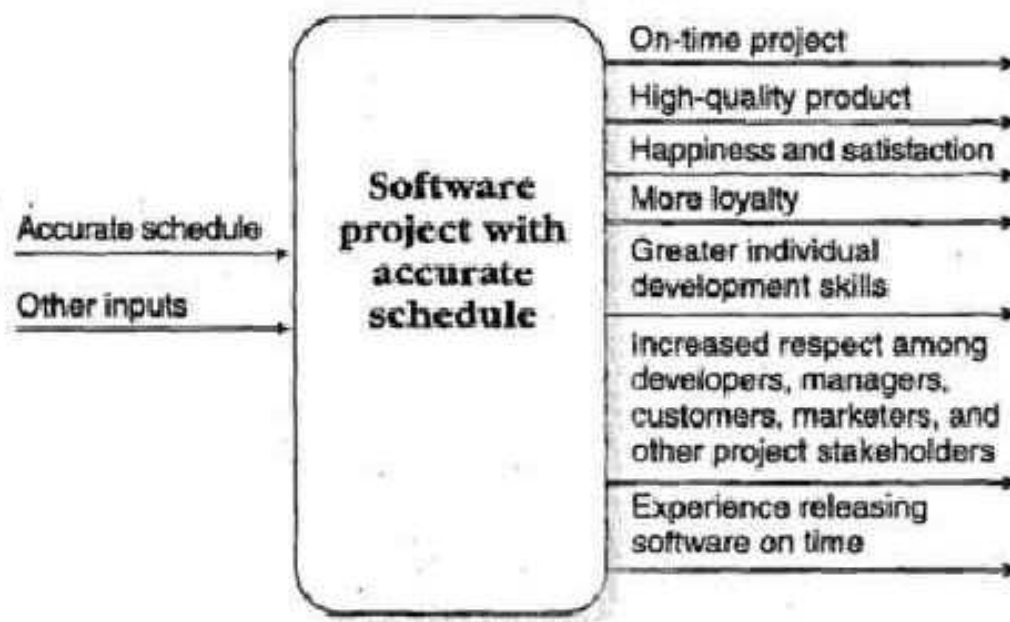 Accurate schedule
Other inputs
Software
project with
accurate
schedule
On-time project
High-quality product
Happiness and satisfaction
More loyalty
Greater individual
development skills
Increased respect among
developers, managers,
customers, marketers, and
other project stakeholders
Experience releasing
software on time